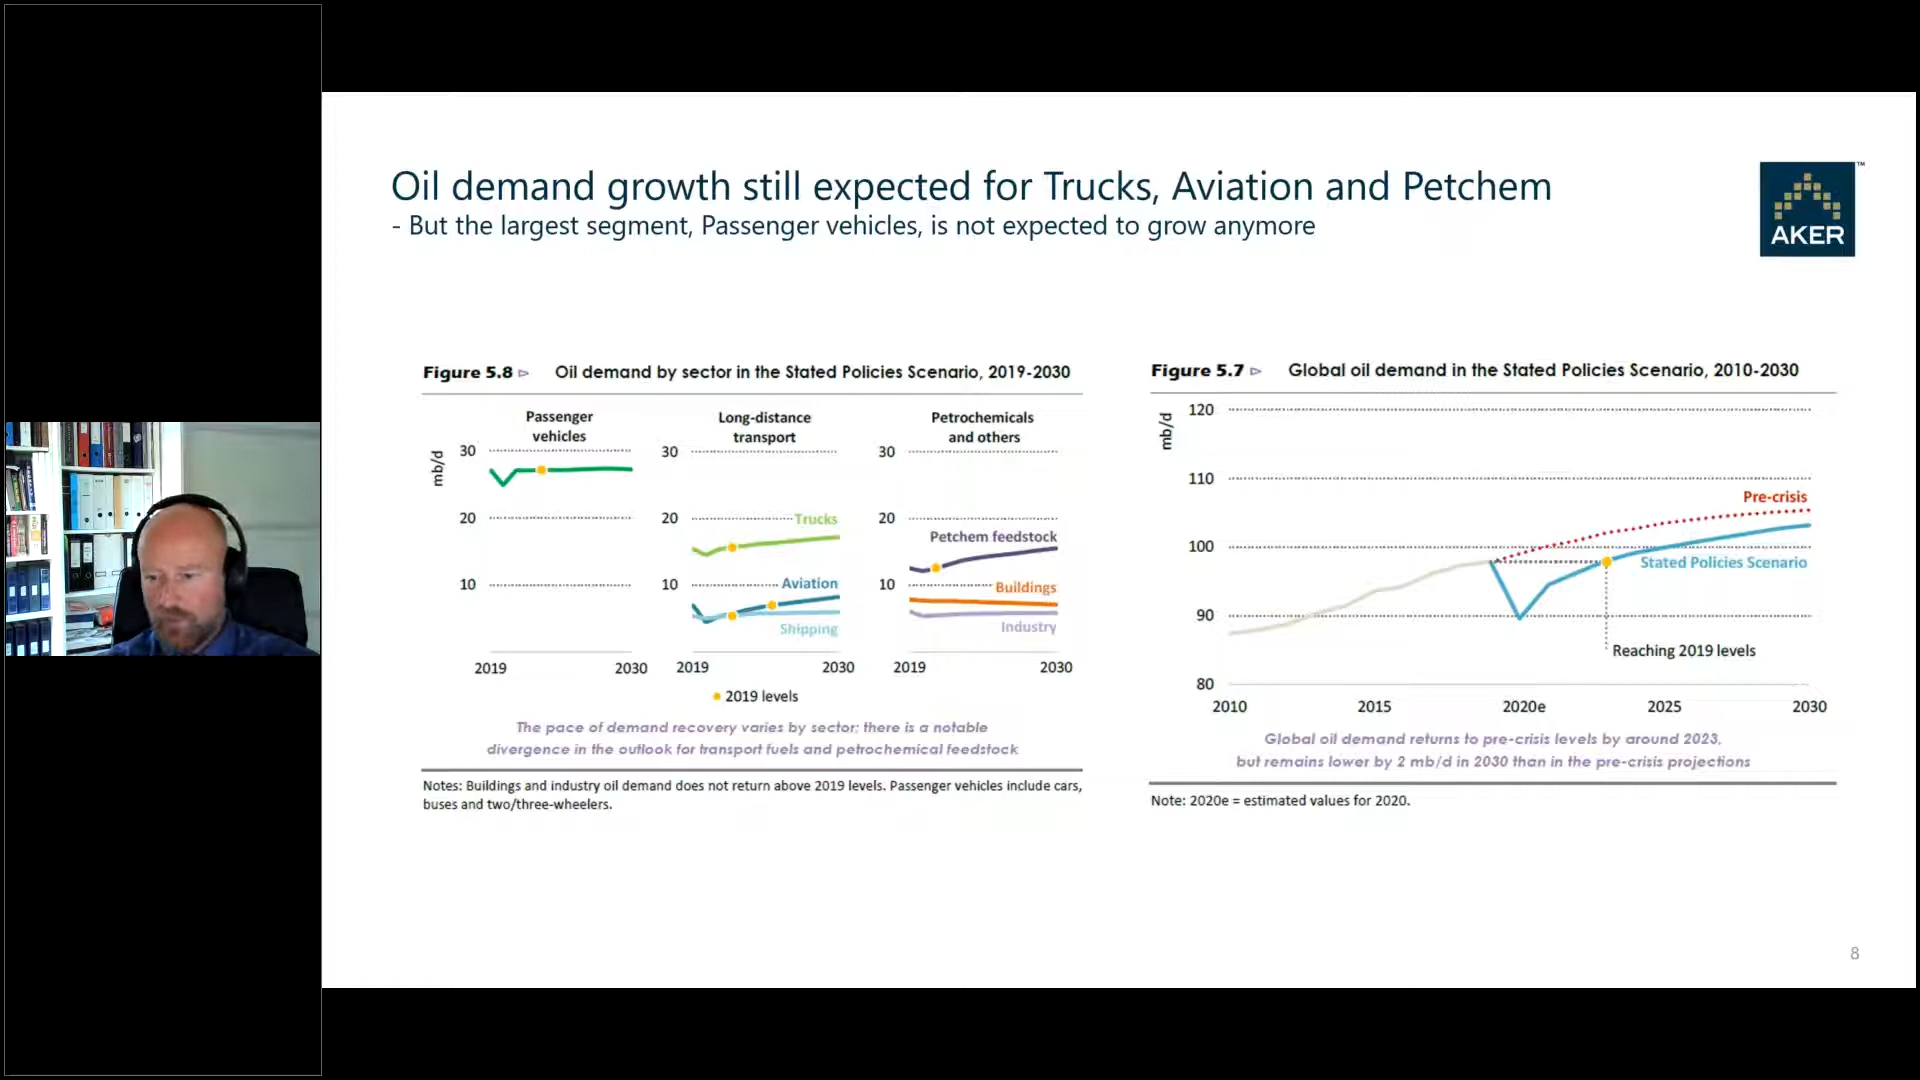 Oil demand growth still expected for Trucks, Aviation and Petchem
- But the largest segment, Passenger vehicles, is not expected to grow anymore
AKER
™
Figure 5.8 ▷ Oil demand by sector in the Stated Policies Scenario, 2019-2030
Passenger
vehicles
Long-distance
transport
Petrochemicals
and others
mb/d
30
20
10
30
20
10
30
20
10
Trucks
Aviation
Shipping
Petchem feedstock
Buildings
Industry
2019 2030 2019 2030 2019 2030
2019 levels
The pace of demand recovery varies by sector; there is a notable
divergence in the outlook for transport fuels and petrochemical feedstock
Notes: Buildings and industry oil demand does not return above 2019 levels. Passenger vehicles include cars,
buses and two/three-wheelers.
Figure 5.7 ▷ Global oil demand in the Stated Policies Scenario, 2010-2030
mb/d
120
110
100
90
80
Pre-crisis
Stated Policies Scenario
Reaching 2019 levels
2010 2015 2020e 2025 2030
Global oil demand returns to pre-crisis levels by around 2023,
but remains lower by 2 mb/d in 2030 than in the pre-crisis projections
Note: 2020e = estimated values for 2020.
8